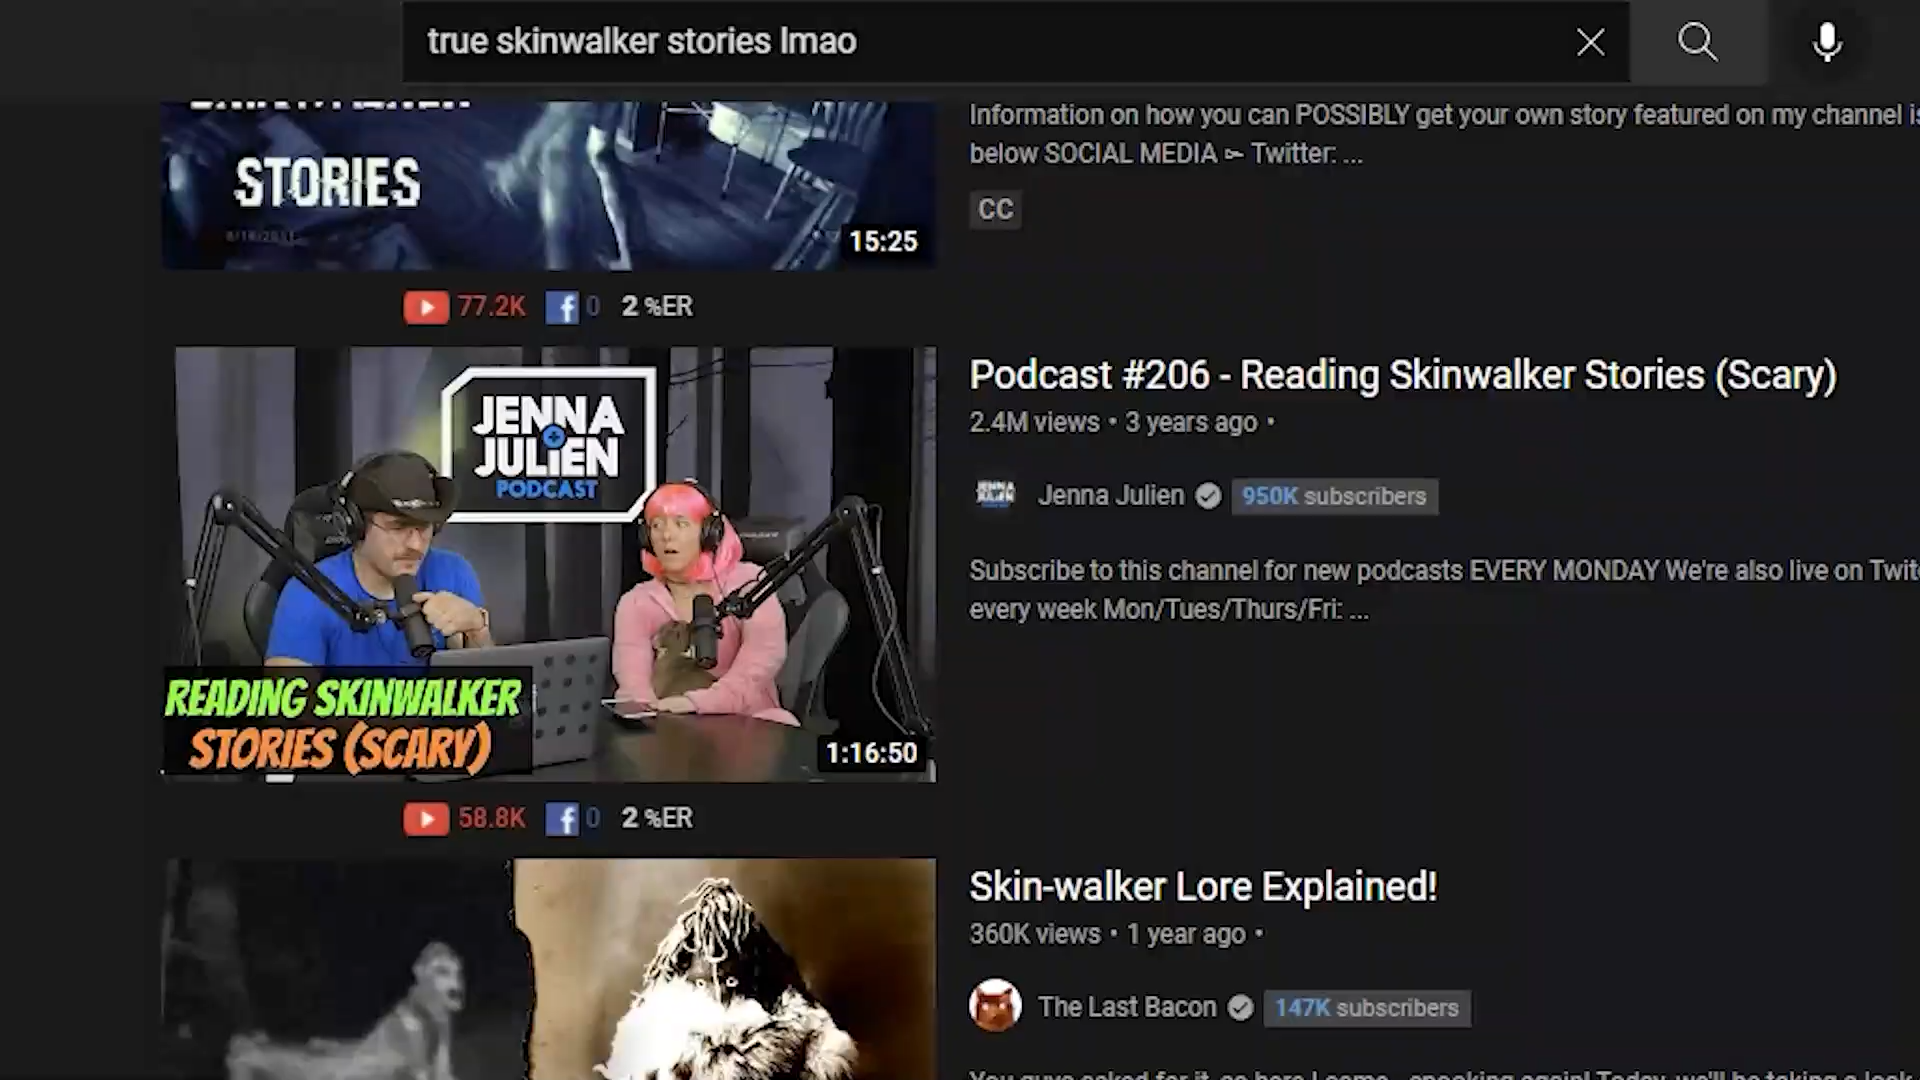 true skinwalker stories lmao
STORIES
15:25
Information on how you can POSSIBLY get your own story featured on my channel is
below SOCIAL MEDIA ➳ Twitter: ...
CC
77.2K
0
2 %ER
JENNA
JULIEN
PODCAST
READING SKINWALKER
STORIES (SCARY)
1:16:50
Podcast #206 - Reading Skinwalker Stories (Scary)
2.4M views • 3 years ago •
Jenna Julien
950K subscribers
Subscribe to this channel for new podcasts EVERY MONDAY We're also live on Twitc
every week Mon/Tues/Thurs/Fri: ...
58.8K
0
2 %ER
Skin-walker Lore Explained!
360K views • 1 year ago •
The Last Bacon
147K subscribers